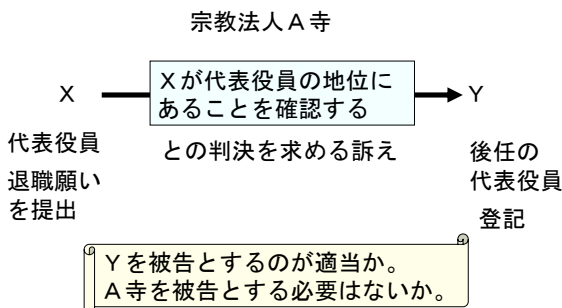 宗教法人A寺
X
Xが代表役員の地位に
あることを確認する
Y
代表役員
退職願い
を提出
との判決を求める訴え
後任の
代表役員
登記
Yを被告とするのが適当か。
A寺を被告とする必要はないか。